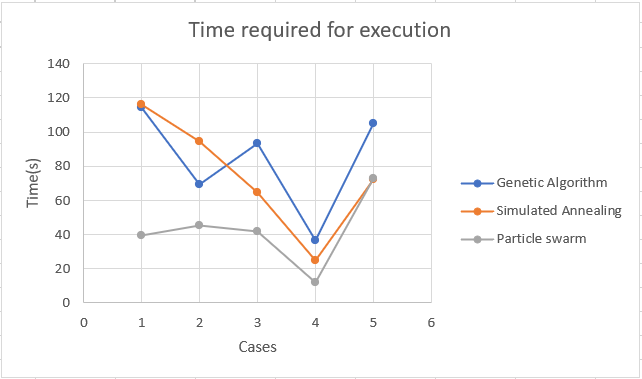 Time required for execution
140
120
100
80
60
40
20
0
Time(s)
0 1 2 3 4 5 6
Cases
Genetic Algorithm
Simulated Annealing
Particle swarm